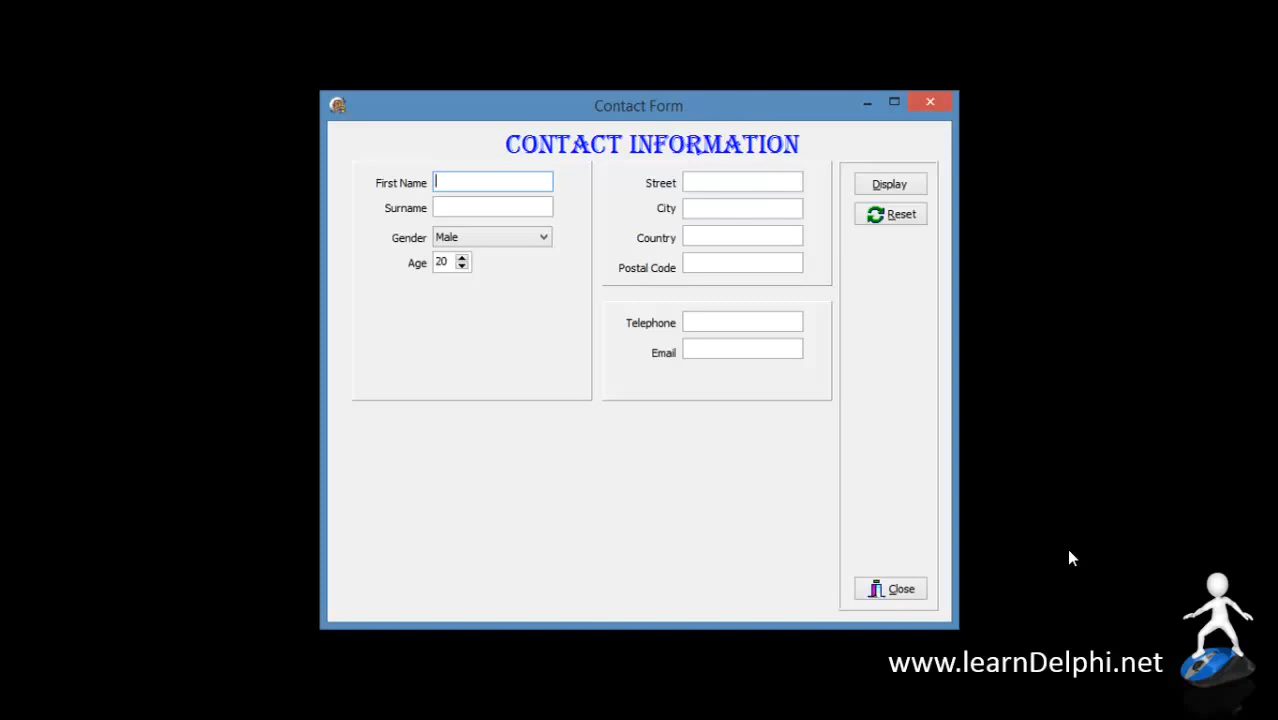 Contact Form
CONTACT INFORMATION
First Name
Surname
Gender Male
Age 20
Street
City
Country
Postal Code
Telephone
Email
Display
Reset
Close
www.learnDelphi.net